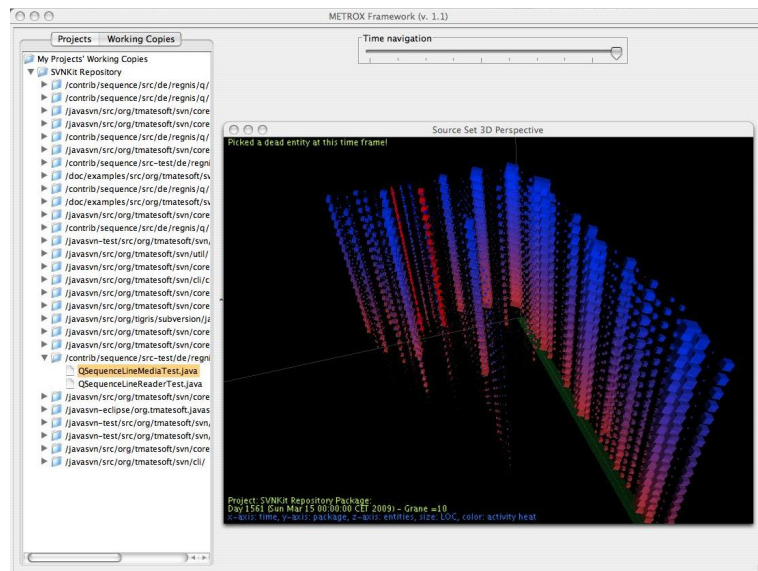 METROX Framework (v. 1.1)
Projects
Working Copies
Time navigation
My Projects' Working Copies
SVNKit Repository
/contrib/sequence/src/de/regnis/q/
/contrib/sequence/src/de/regnis/q/
/javasvn/src/org/tmatesoft/svn/core
/javasvn/src/org/tmatesoft/svn/core
/contrib/sequence/src/de/regnis/q/
/javasvn/src/org/tmatesoft/svn/core
/contrib/sequence/src-test/de/regni
/doc/examples/src/org/tmatesoft/sv
/contrib/sequence/src/de/regnis/q/
/doc/examples/src/org/tmatesoft/sv
/javasvn/src/org/tmatesoft/svn/core
/contrib/sequence/src/de/regnis/q/
/javasvn-test/src/org/tmatesoft/svn,
/javasvn/src/org/tmatesoft/svn/util/
/javasvn/src/org/tmatesoft/svn/core
/javasvn/src/org/tmatesoft/svn/cli/c
/javasvn/src/org/tmatesoft/svn/core
/javasvn/src/org/tmatesoft/svn/core
/javasvn/src/org/tigris/subversion/ja
/javasvn/src/org/tmatesoft/svn/core
/javasvn/src/org/tmatesoft/svn/core
/contrib/sequence/src-test/de/regni
QSequenceLineMediaTest.java
QSequenceLineReaderTest.java
/javasvn/src/org/tmatesoft/svn/core
/javasvn-eclipse/org.tmatesoft.javas
/javasvn-test/src/org/tmatesoft/svn,
/javasvn-test/src/org/tmatesoft/svn,
/javasvn/src/org/tmatesoft/svn/core
/javasvn/src/org/tmatesoft/svn/cli/
Source Set 3D Perspective
Picked a dead entity at this time frame!
Project: SVNKit Repository Package:
Day 1561 (Sun Mar 15 00:00:00 CET 2009) - Grane =10
x-axis: time, y-axis: package, z-axis: entities, size: LOC, color: activity heat